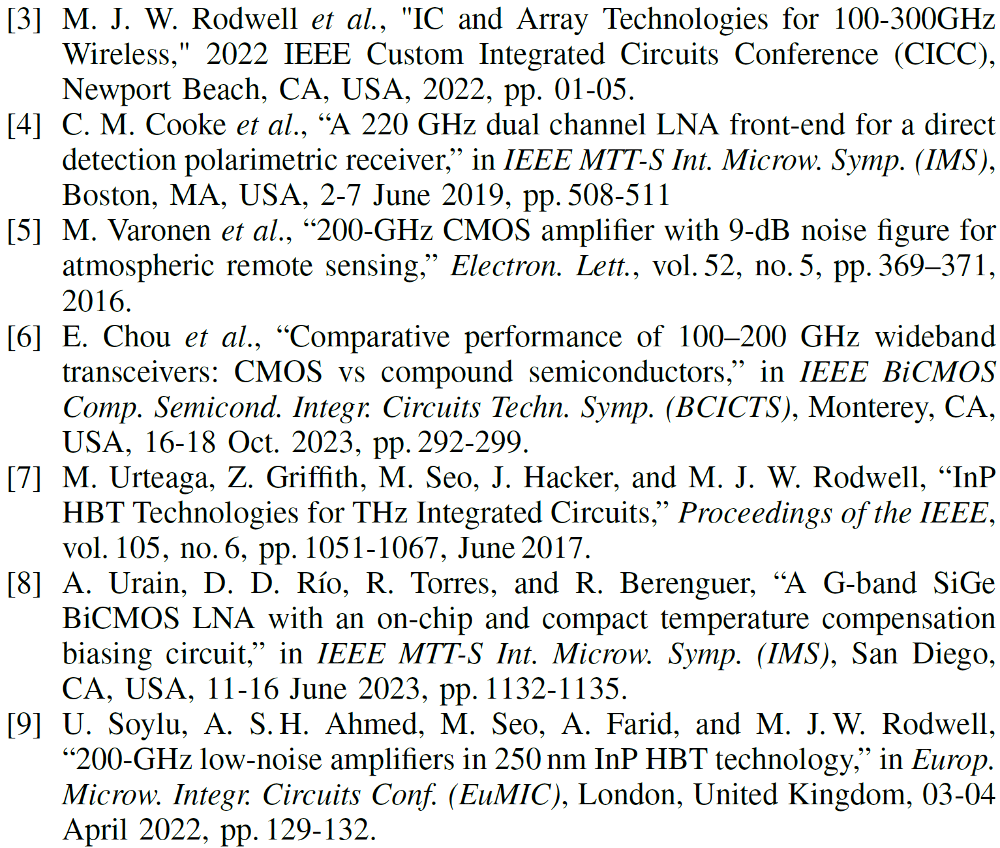 [3] M. J. W. Rodwell et al., "IC and Array Technologies for 100-300GHz
Wireless," 2022 IEEE Custom Integrated Circuits Conference (CICC),
Newport Beach, CA, USA, 2022, pp. 01-05.
[4] C. M. Cooke et al., “A 220 GHz dual channel LNA front-end for a direct
detection polarimetric receiver,” in IEEE MTT-S Int. Microw. Symp. (IMS),
Boston, MA, USA, 2-7 June 2019, pp. 508-511
[5] M. Varonen et al., “200-GHz CMOS amplifier with 9-dB noise figure for
atmospheric remote sensing,” Electron. Lett., vol. 52, no. 5, pp. 369–371,
2016.
[6] E. Chou et al., “Comparative performance of 100–200 GHz wideband
transceivers: CMOS vs compound semiconductors,” in IEEE BiCMOS
Comp. Semicond. Integr. Circuits Techn. Symp. (BCICTS), Monterey, CA,
USA, 16-18 Oct. 2023, pp. 292-299.
[7] M. Urteaga, Z. Griffith, M. Seo, J. Hacker, and M. J. W. Rodwell, “InP
HBT Technologies for THz Integrated Circuits,” Proceedings of the IEEE,
vol. 105, no. 6, pp. 1051-1067, June 2017.
[8] A. Urain, D. D. Río, R. Torres, and R. Berenguer, “A G-band SiGe
BiCMOS LNA with an on-chip and compact temperature compensation
biasing circuit,” in IEEE MTT-S Int. Microw. Symp. (IMS), San Diego,
CA, USA, 11-16 June 2023, pp. 1132-1135.
[9] U. Soylu, A. S. H. Ahmed, M. Seo, A. Farid, and M. J. W. Rodwell,
“200-GHz low-noise amplifiers in 250 nm InP HBT technology,” in Europ.
Microw. Integr. Circuits Conf. (EuMIC), London, United Kingdom, 03-04
April 2022, pp. 129-132.